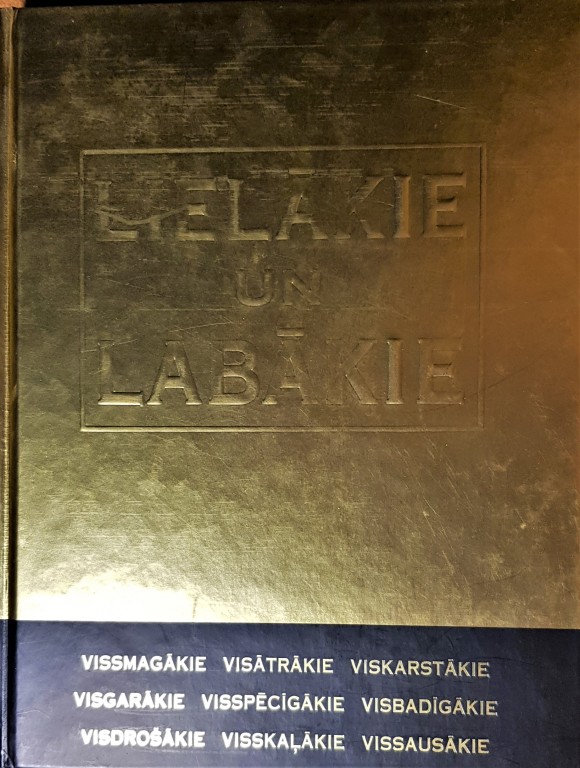 LIELĀKIE
UN
LABĀKIE
VISSMAGĀKIE VISĀTRĀKIE VISKARSTĀKIE
VISGARĀKIE VISSPĒCĪGĀKIE VISBADĪGĀKIE
VISDROŠĀKIE VISSKAĻĀKIE VISSAUSĀKIE